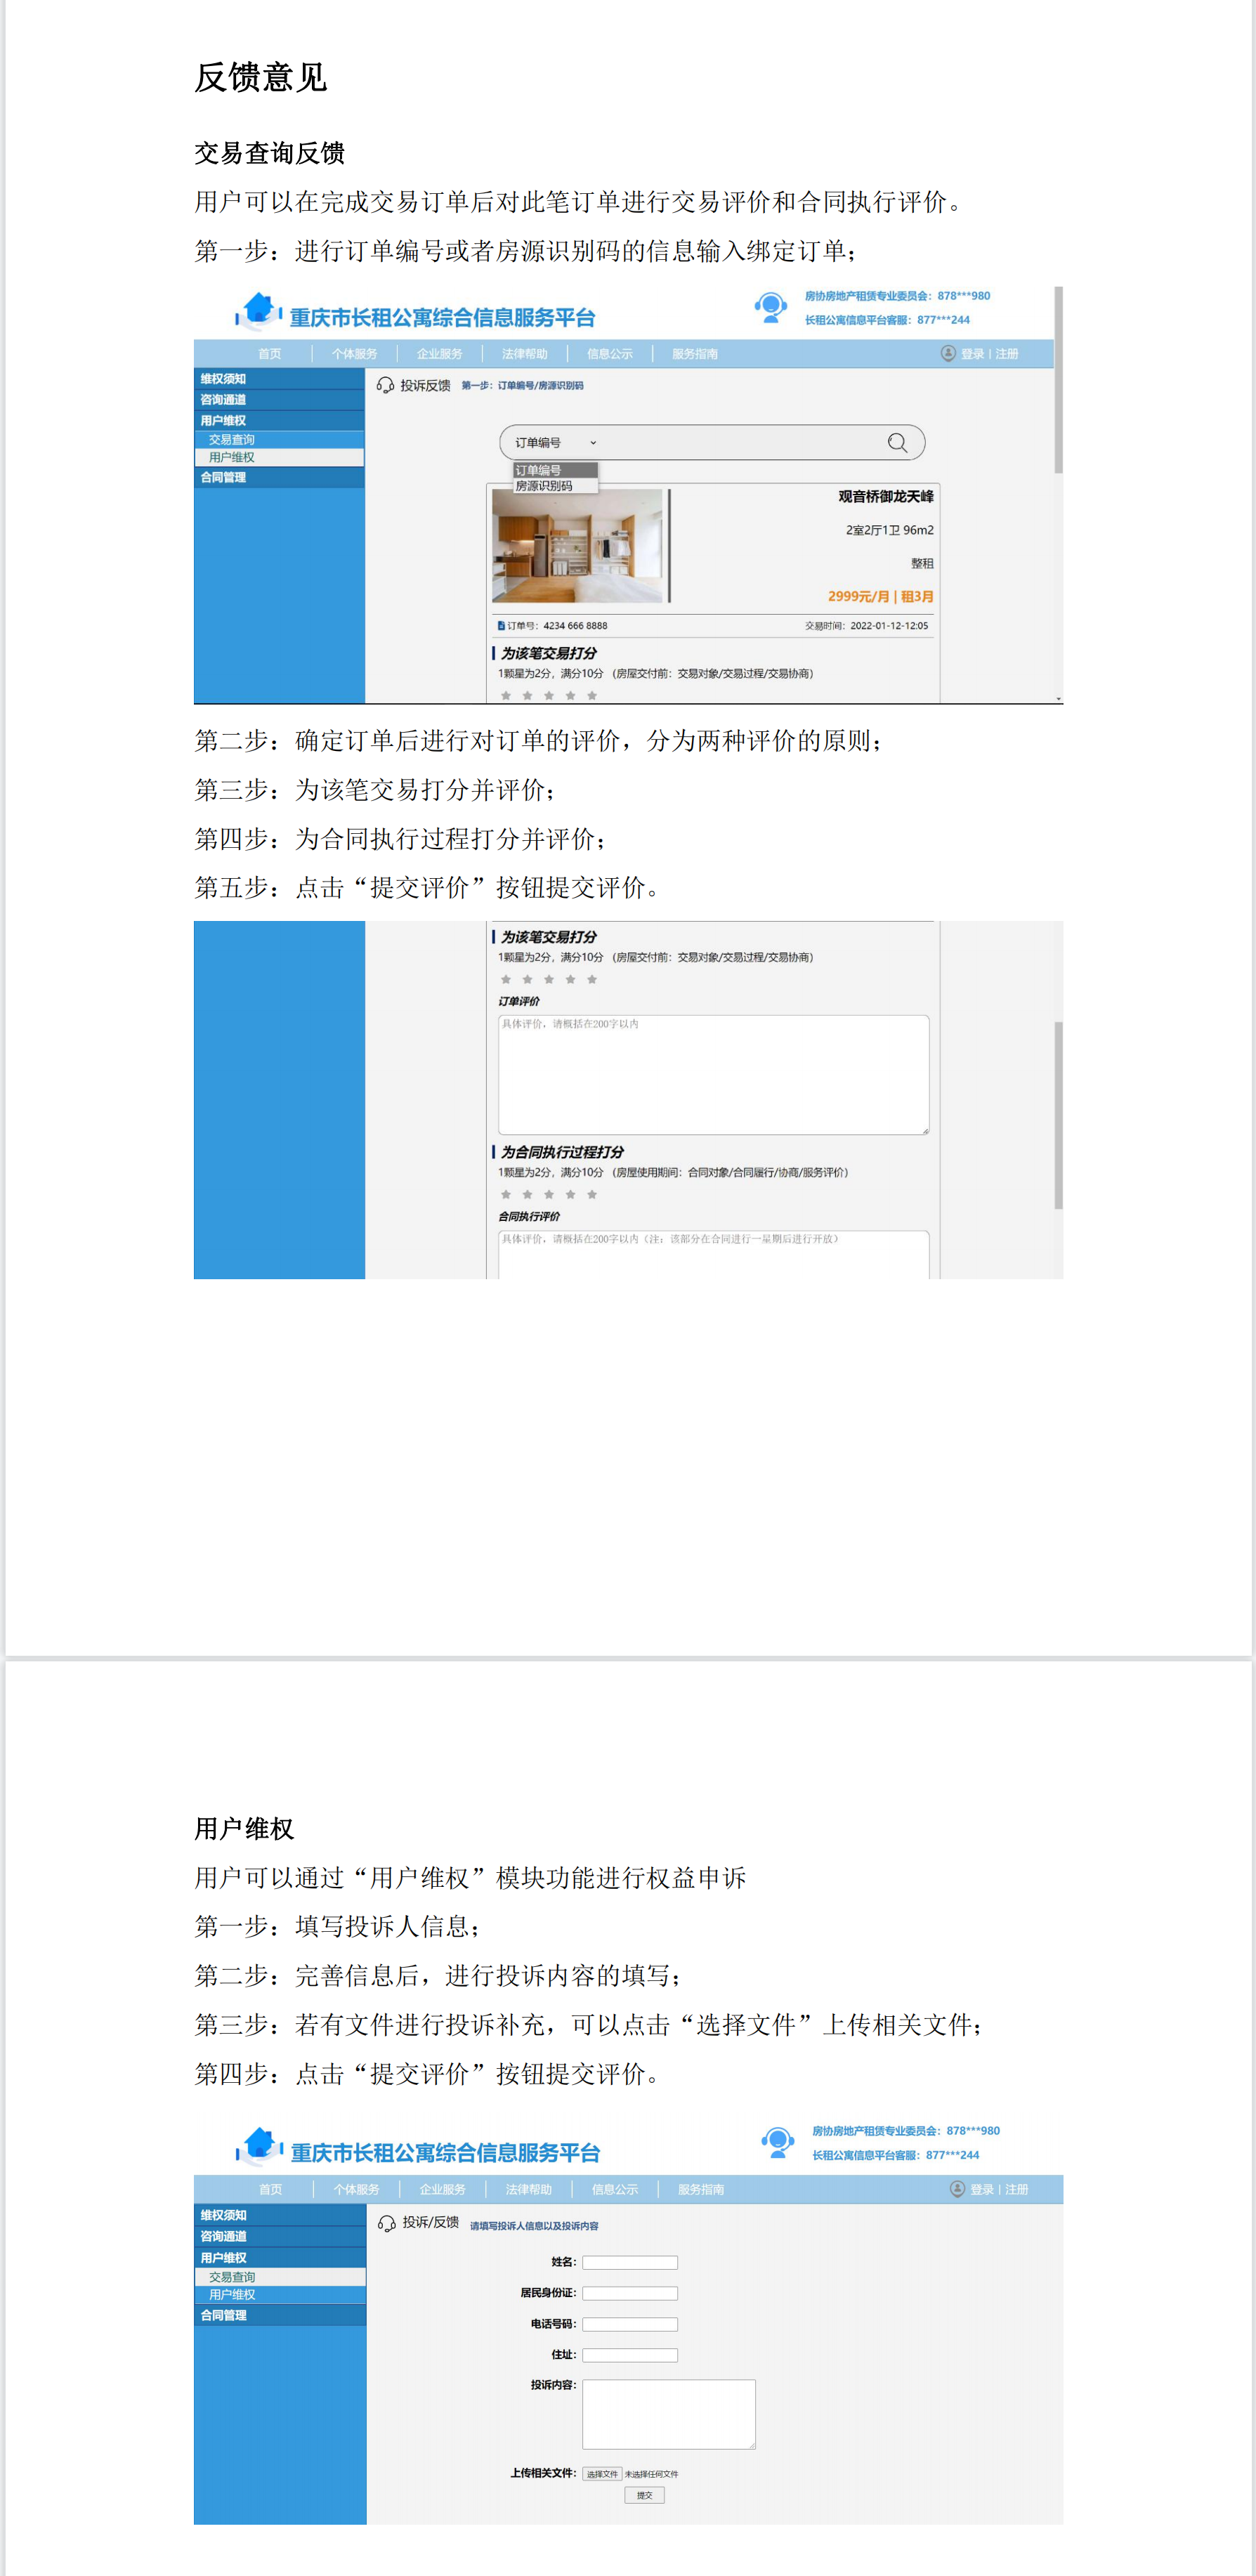 反馈意见
交易查询反馈
用户可以在完成交易订单后对此笔订单进行交易评价和合同执行评价。
第一步：进行订单编号或者房源识别码的信息输入绑定订单；
重庆市长租公寓综合信息服务平台
房协房地产租赁专业委员会：878***980
长租公寓信息平台客服：877***244
首页 个体服务 企业服务 法律帮助 信息公示 服务指南 登录 | 注册
维权须知
咨询通道
用户维权
交易查询
用户维权
合同管理
投诉反馈 第一步：订单编号/房源识别码
订单编号
订单编号
房源识别码
观音桥御龙天峰
2室2厅1卫 96m2
整租
2999元/月 | 租3月
订单号：4234 666 8888 交易时间：2022-01-12-12:05
为该笔交易打分
1颗星为2分，满分10分 （房屋交付前：交易对象/交易过程/交易协商）
第二步：确定订单后进行对订单的评价，分为两种评价的原则；
第三步：为该笔交易打分并评价；
第四步：为合同执行过程打分并评价；
第五步：点击“提交评价”按钮提交评价。
为该笔交易打分
1颗星为2分，满分10分 （房屋交付前：交易对象/交易过程/交易协商）
订单评价
具体评价，请概括在200字以内
为合同执行过程打分
1颗星为2分，满分10分 （房屋使用期间：合同对象/合同履行/协商/服务评价）
合同执行评价
具体评价，请概括在200字以内（注：该部分在合同进行一星期后进行开放）
用户维权
用户可以通过“用户维权”模块功能进行权益申诉
第一步：填写投诉人信息；
第二步：完善信息后，进行投诉内容的填写；
第三步：若有文件进行投诉补充，可以点击“选择文件”上传相关文件；
第四步：点击“提交评价”按钮提交评价。
重庆市长租公寓综合信息服务平台
房协房地产租赁专业委员会：878***980
长租公寓信息平台客服：877***244
首页 个体服务 企业服务 法律帮助 信息公示 服务指南 登录 | 注册
维权须知
咨询通道
用户维权
交易查询
用户维权
合同管理
投诉/反馈 请填写投诉人信息以及投诉内容
姓名：
居民身份证：
电话号码：
住址：
投诉内容：
上传相关文件： 选择文件 未选择任何文件
提交